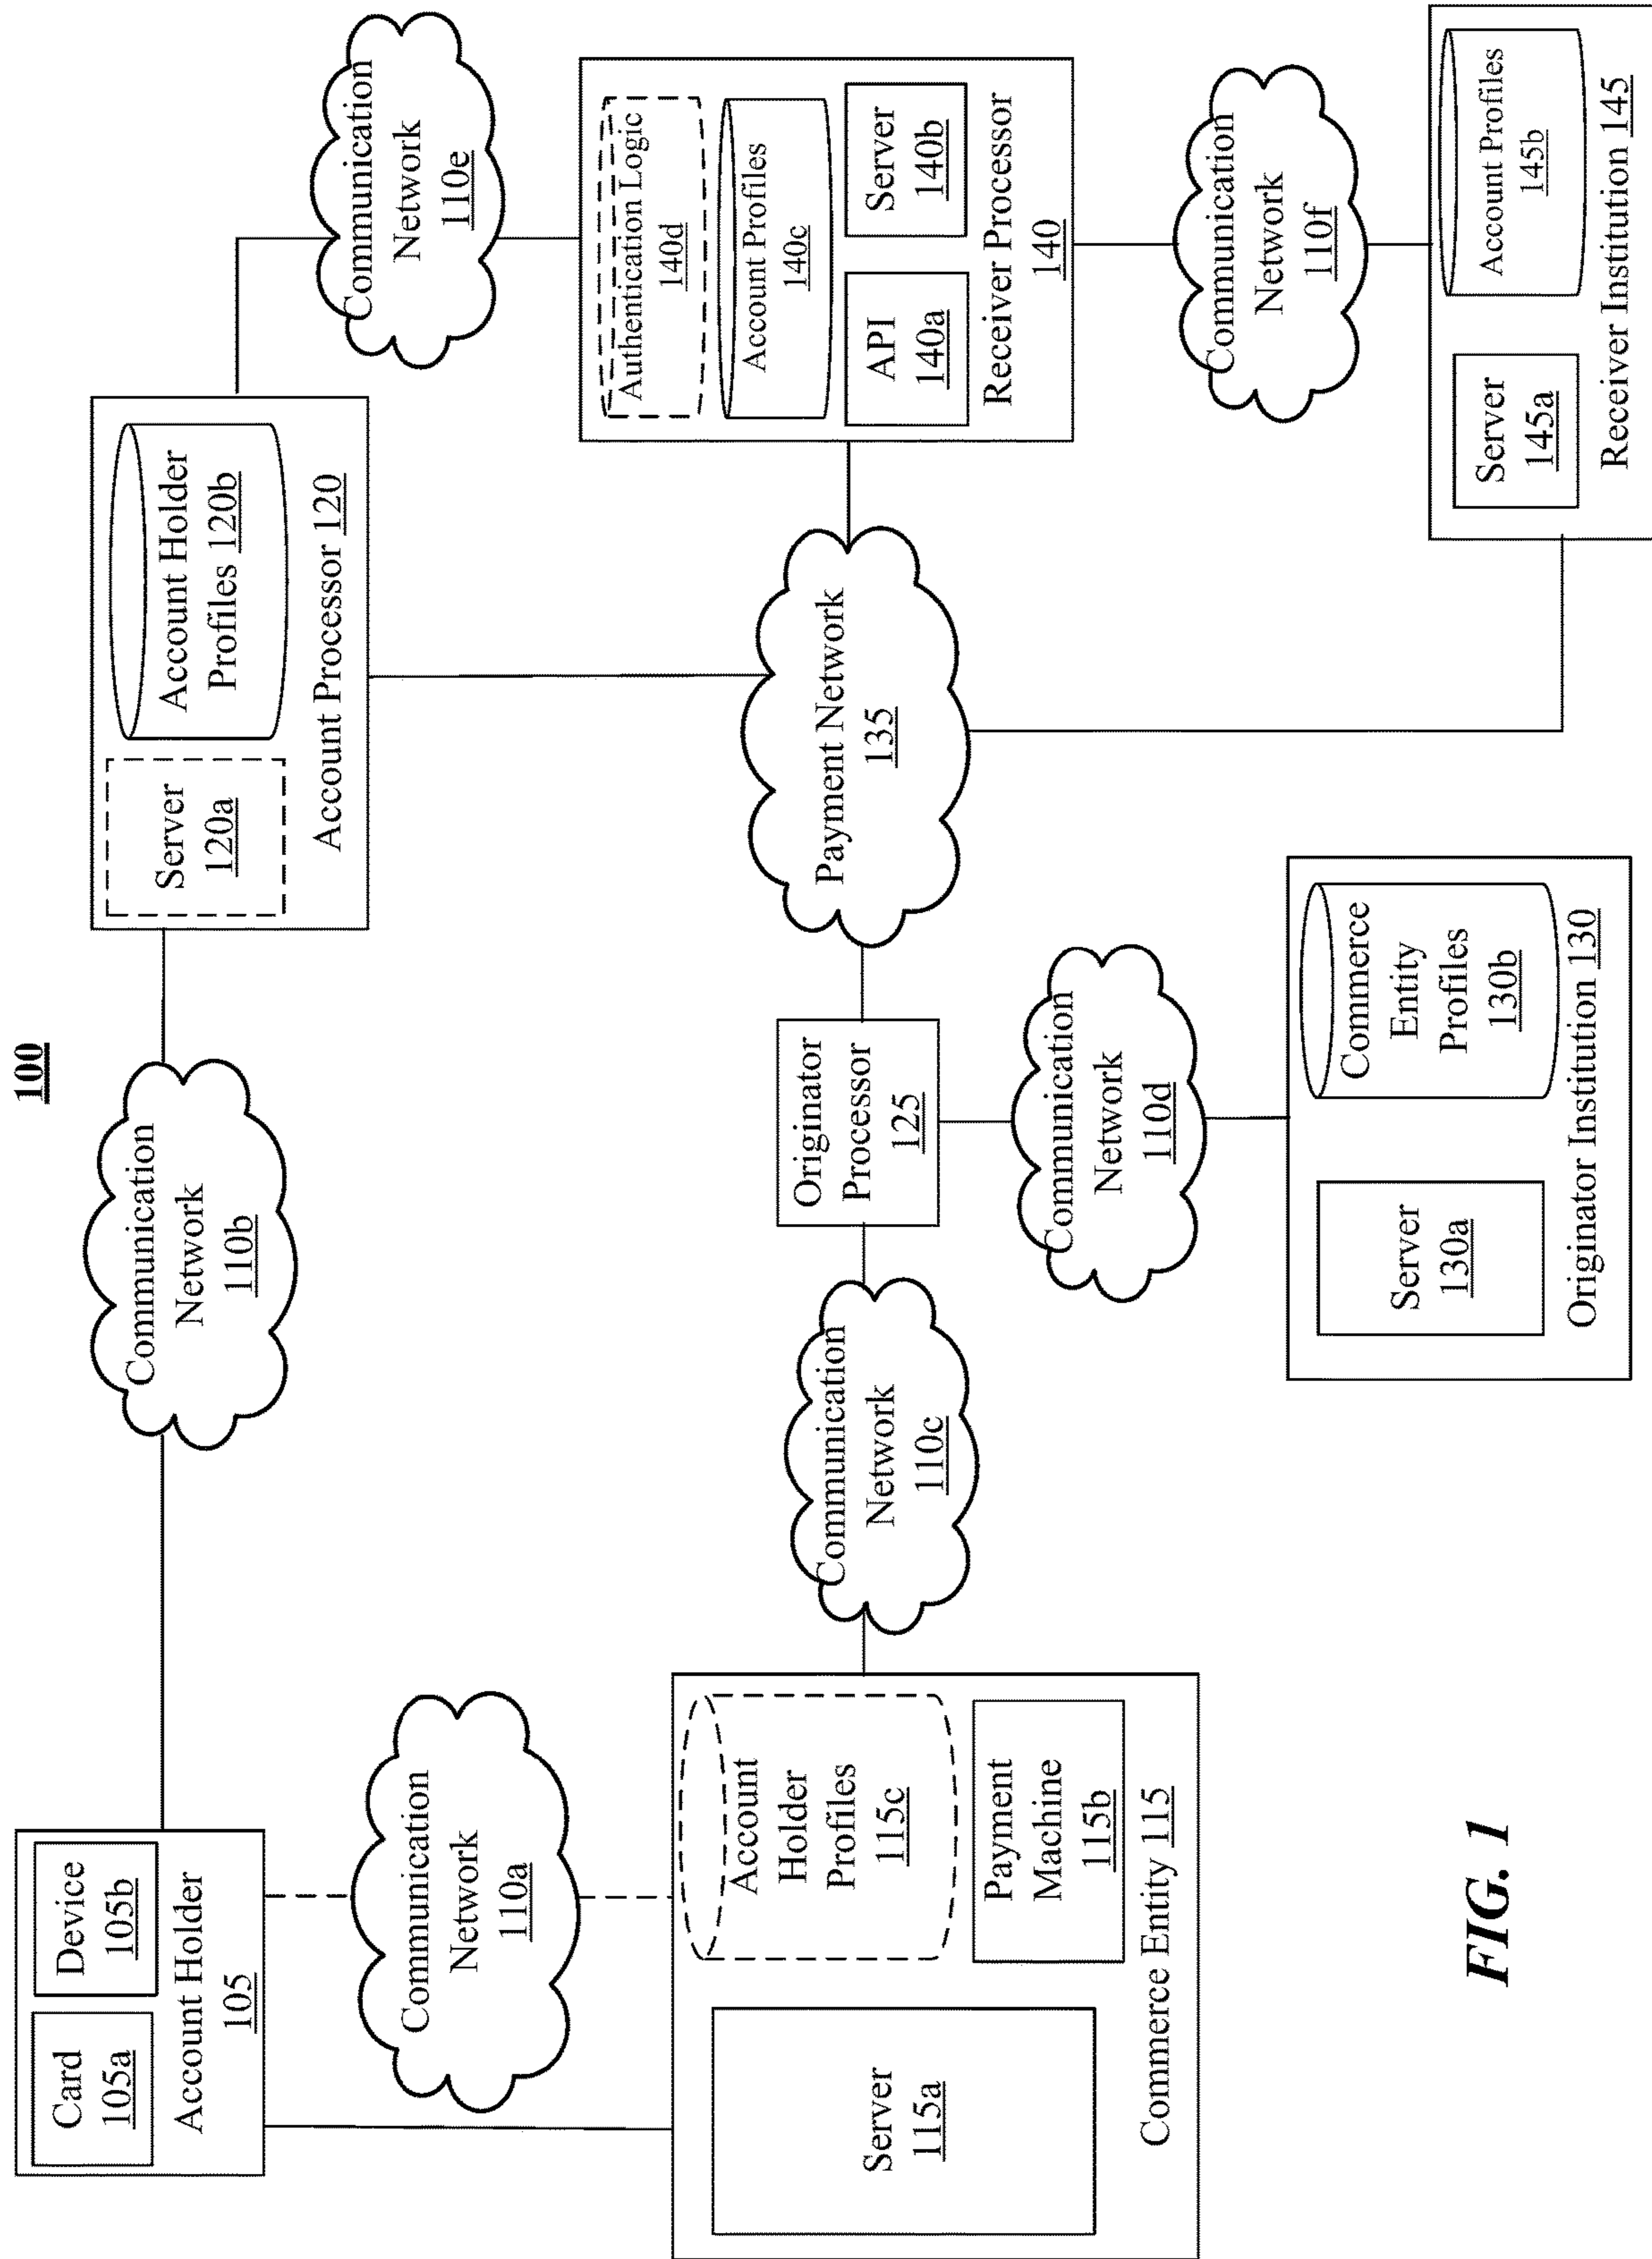 100
Card
105a
Device
105b
Account Holder
105
Communication
Network
110b
Server
120a
Account Holder
Profiles 120b
Account Processor 120
Communication
Network
110e
Communication
Network
110a
Authentication Logic
140d
Account Profiles
140c
API
140a
Server
140b
Receiver Processor
140
Server
115a
Account
Holder
Profiles
115c
Payment
Machine
115b
Commerce Entity 115
Communication
Network
110c
Originator
Processor
125
Payment Network
135
Communication
Network
110d
Communication
Network
110f
Server
130a
Commerce
Entity
Profiles
130b
Originator Institution 130
Server
145a
Account Profiles
145b
Receiver Institution 145
FIG. 1